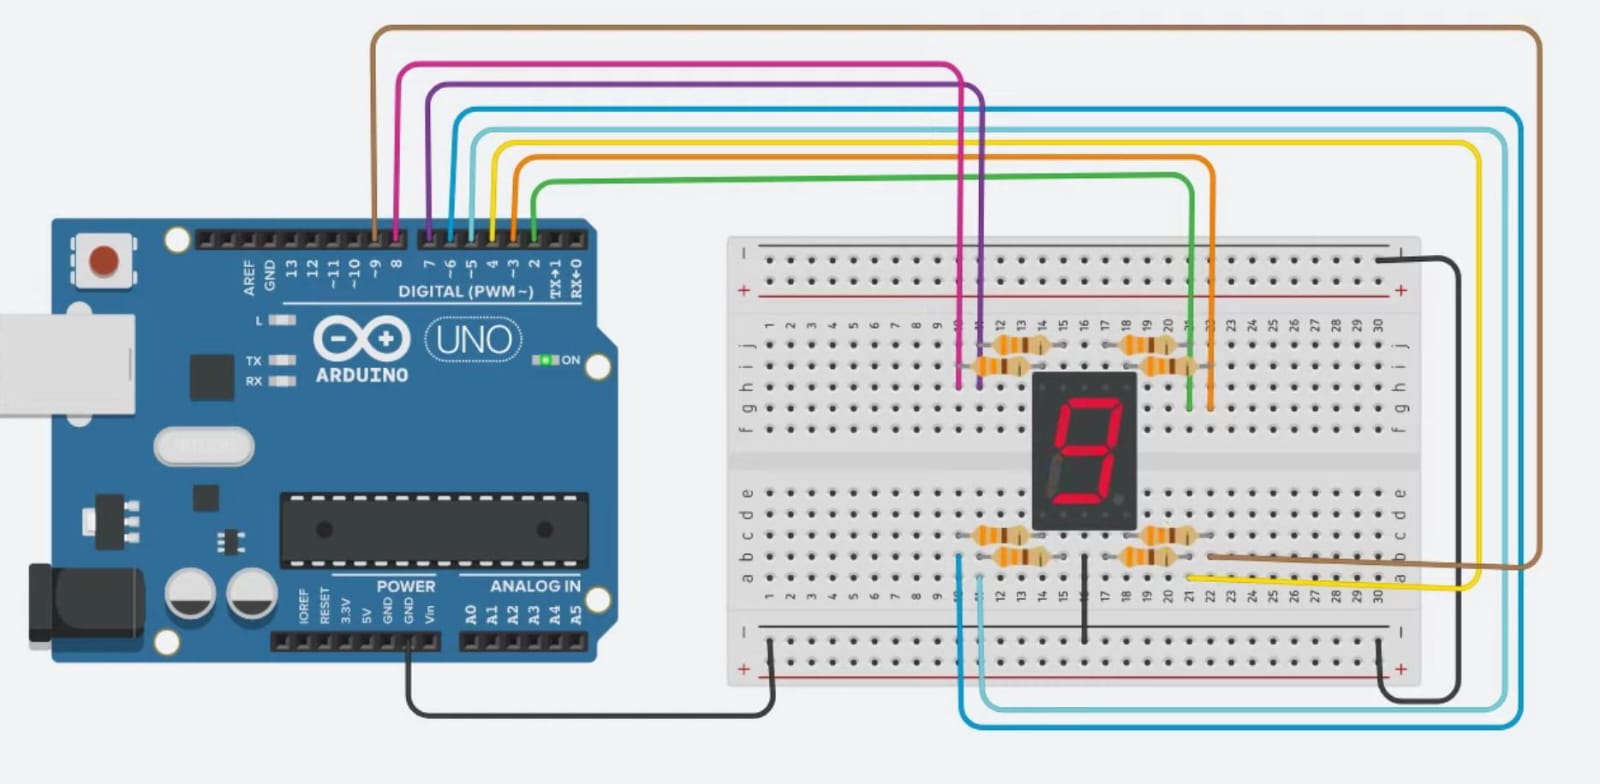 AREF
GND
13
12
~11
~10
~9
8
7
~6
~5
4
~3
2
TX→1
RX←0
DIGITAL (PWM~)
L
TX
RX
UNO
ON
ARDUINO
POWER
ANALOG IN
IOREF
RESET
3.3V
5V
GND
GND
Vin
A0
A1
A2
A3
A4
A5
− −
+ +
1 2 3 4 5 6 7 8 9 10 11 12 13 14 15 16 17 18 19 20 21 22 23 24 25 26 27 28 29 30
j j
i i
h h
g g
f f
9
e e
d d
c c
b b
a a
1 2 3 4 5 6 7 8 9 10 11 12 13 14 15 16 17 18 19 20 21 22 23 24 25 26 27 28 29 30
− −
+ +